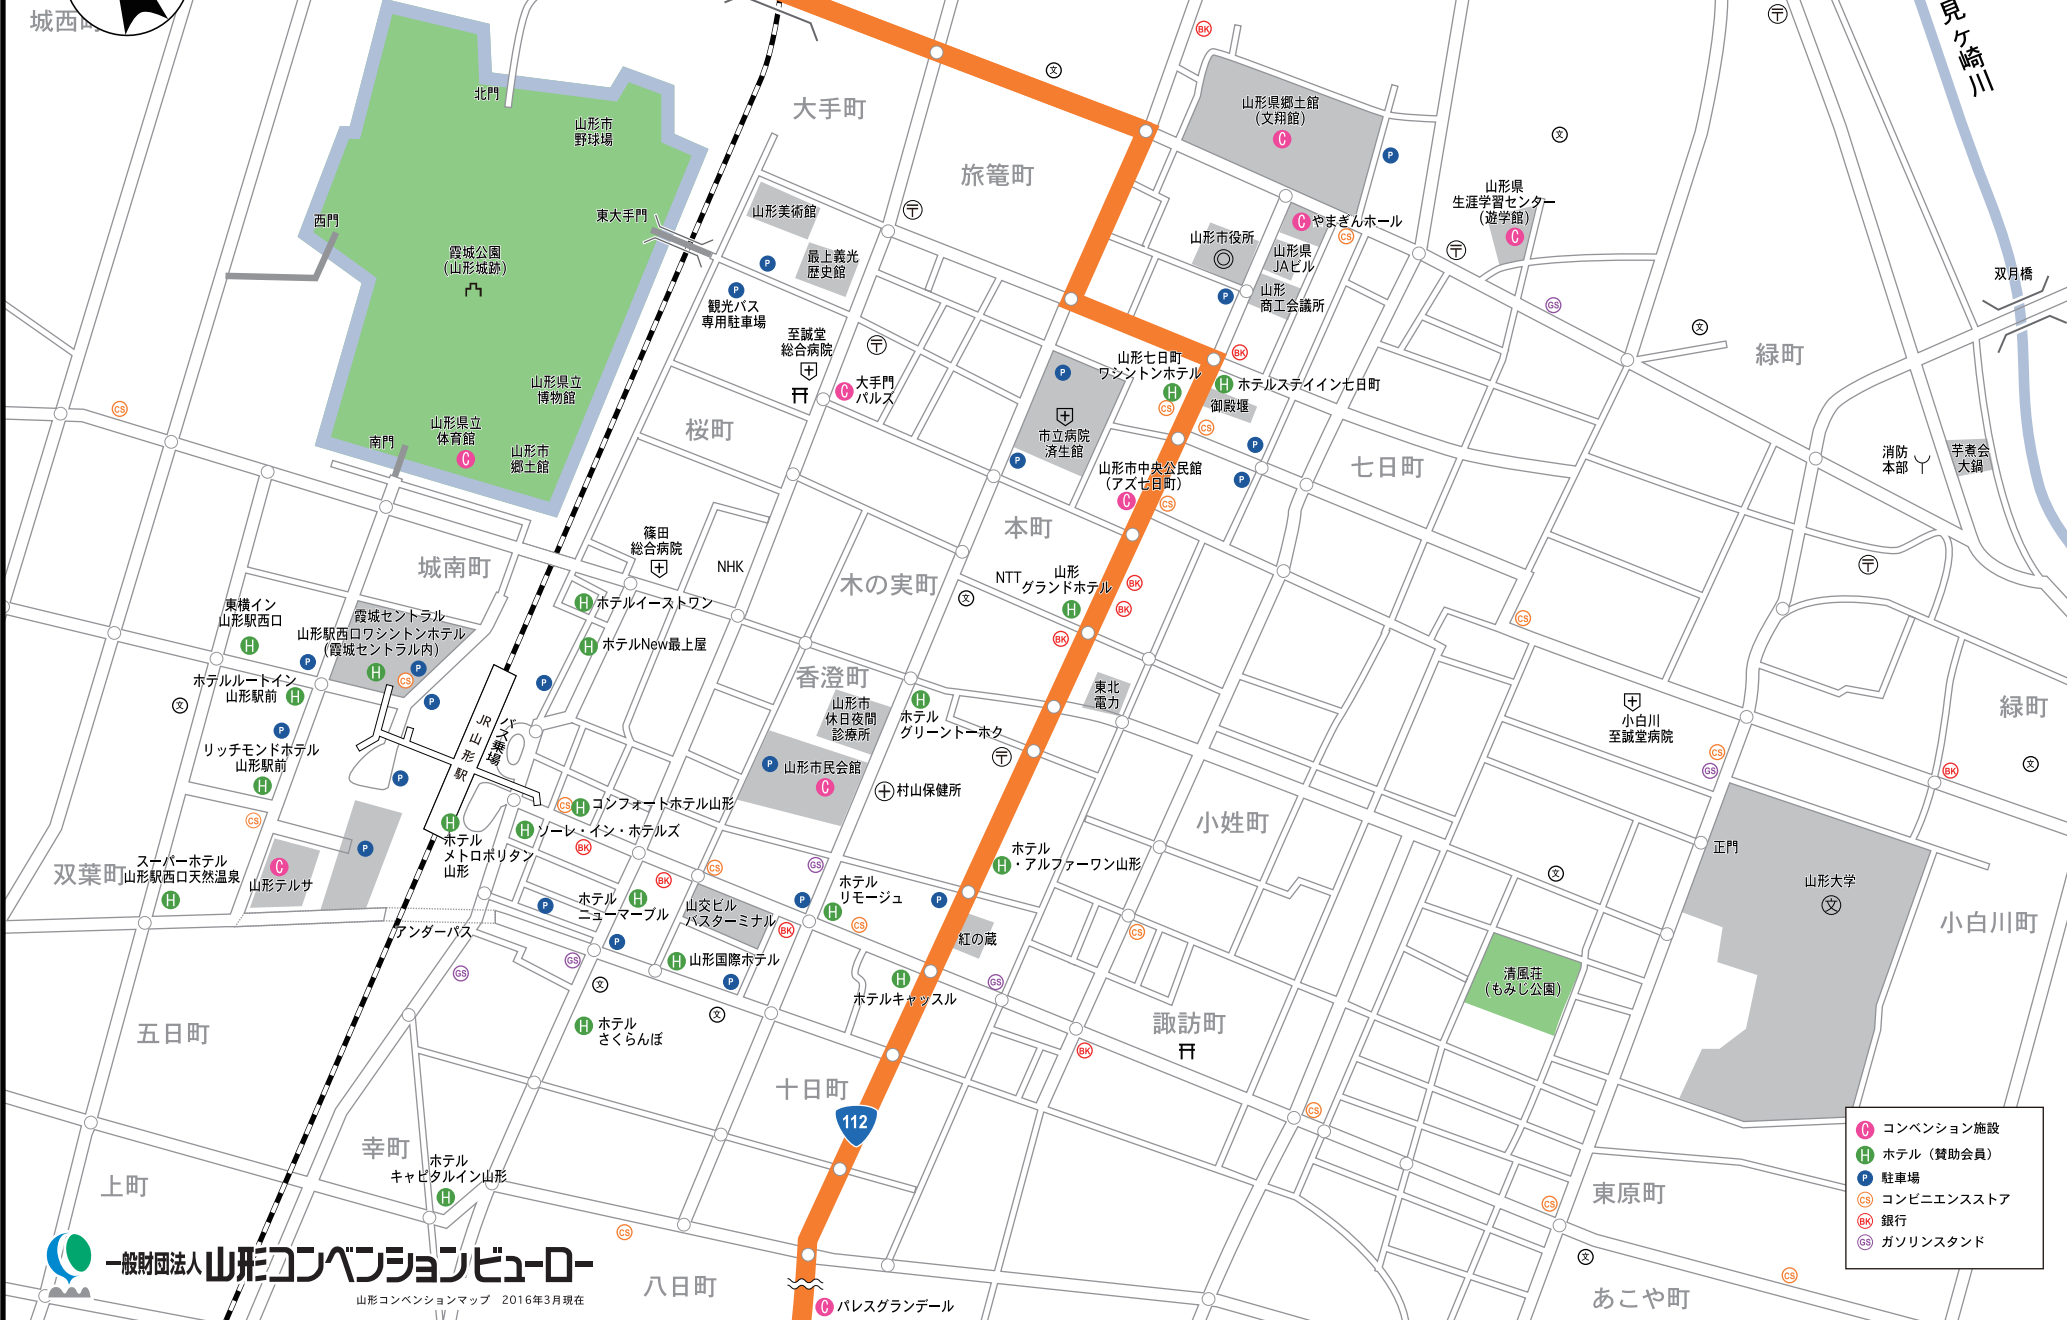 城西町
北門
山形市
野球場
大手町
旅篭町
山形県郷土館
(文翔館)
見ヶ崎川
西門
東大手門
霞城公園
(山形城跡)
山形美術館
最上義光
歴史館
観光バス
専用駐車場
至誠堂
総合病院
大手門
パルズ
山形市役所
やまぎんホール
山形県
JAビル
山形
商工会議所
山形県
生涯学習センター
(遊学館)
双月橋
緑町
山形県立
博物館
山形県立
体育館
山形市
郷土館
南門
桜町
山形七日町
ワシントンホテル
ホテルステイイン七日町
御殿堰
市立病院
済生館
山形市中央公民館
(アズ七日町)
七日町
消防
本部
芋煮会
大鍋
本町
城南町
篠田
総合病院
NHK
木の実町
NTT
山形
グランドホテル
ホテルイーストワン
ホテルNew最上屋
東横イン
山形駅西口
霞城セントラル
山形駅西口ワシントンホテル
(霞城セントラル内)
ホテルルートイン
山形駅前
リッチモンドホテル
山形駅前
JR山形駅
バス乗場
香澄町
山形市
休日夜間
診療所
ホテル
グリーントーホク
東北
電力
小白川
至誠堂病院
緑町
山形市民会館
村山保健所
コンフォートホテル山形
ソーレ・イン・ホテルズ
ホテル
メトロポリタン
山形
小姓町
ホテル
・アルファーワン山形
正門
山形大学
小白川町
双葉町
スーパーホテル
山形駅西口天然温泉
山形テルサ
アンダーパス
ホテル
ニューマーブル
山交ビル
バスターミナル
ホテル
リモージュ
紅の蔵
山形国際ホテル
ホテルキャッスル
清風荘
(もみじ公園)
諏訪町
五日町
ホテル
さくらんぼ
十日町
112
幸町
ホテル
キャピタルイン山形
上町
東原町
八日町
あこや町
パレスグランデール
C コンベンション施設
H ホテル（賛助会員）
P 駐車場
CS コンビニエンスストア
BK 銀行
GS ガソリンスタンド
一般財団法人 山形コンベンションビューロー
山形コンベンションマップ　2016年3月現在